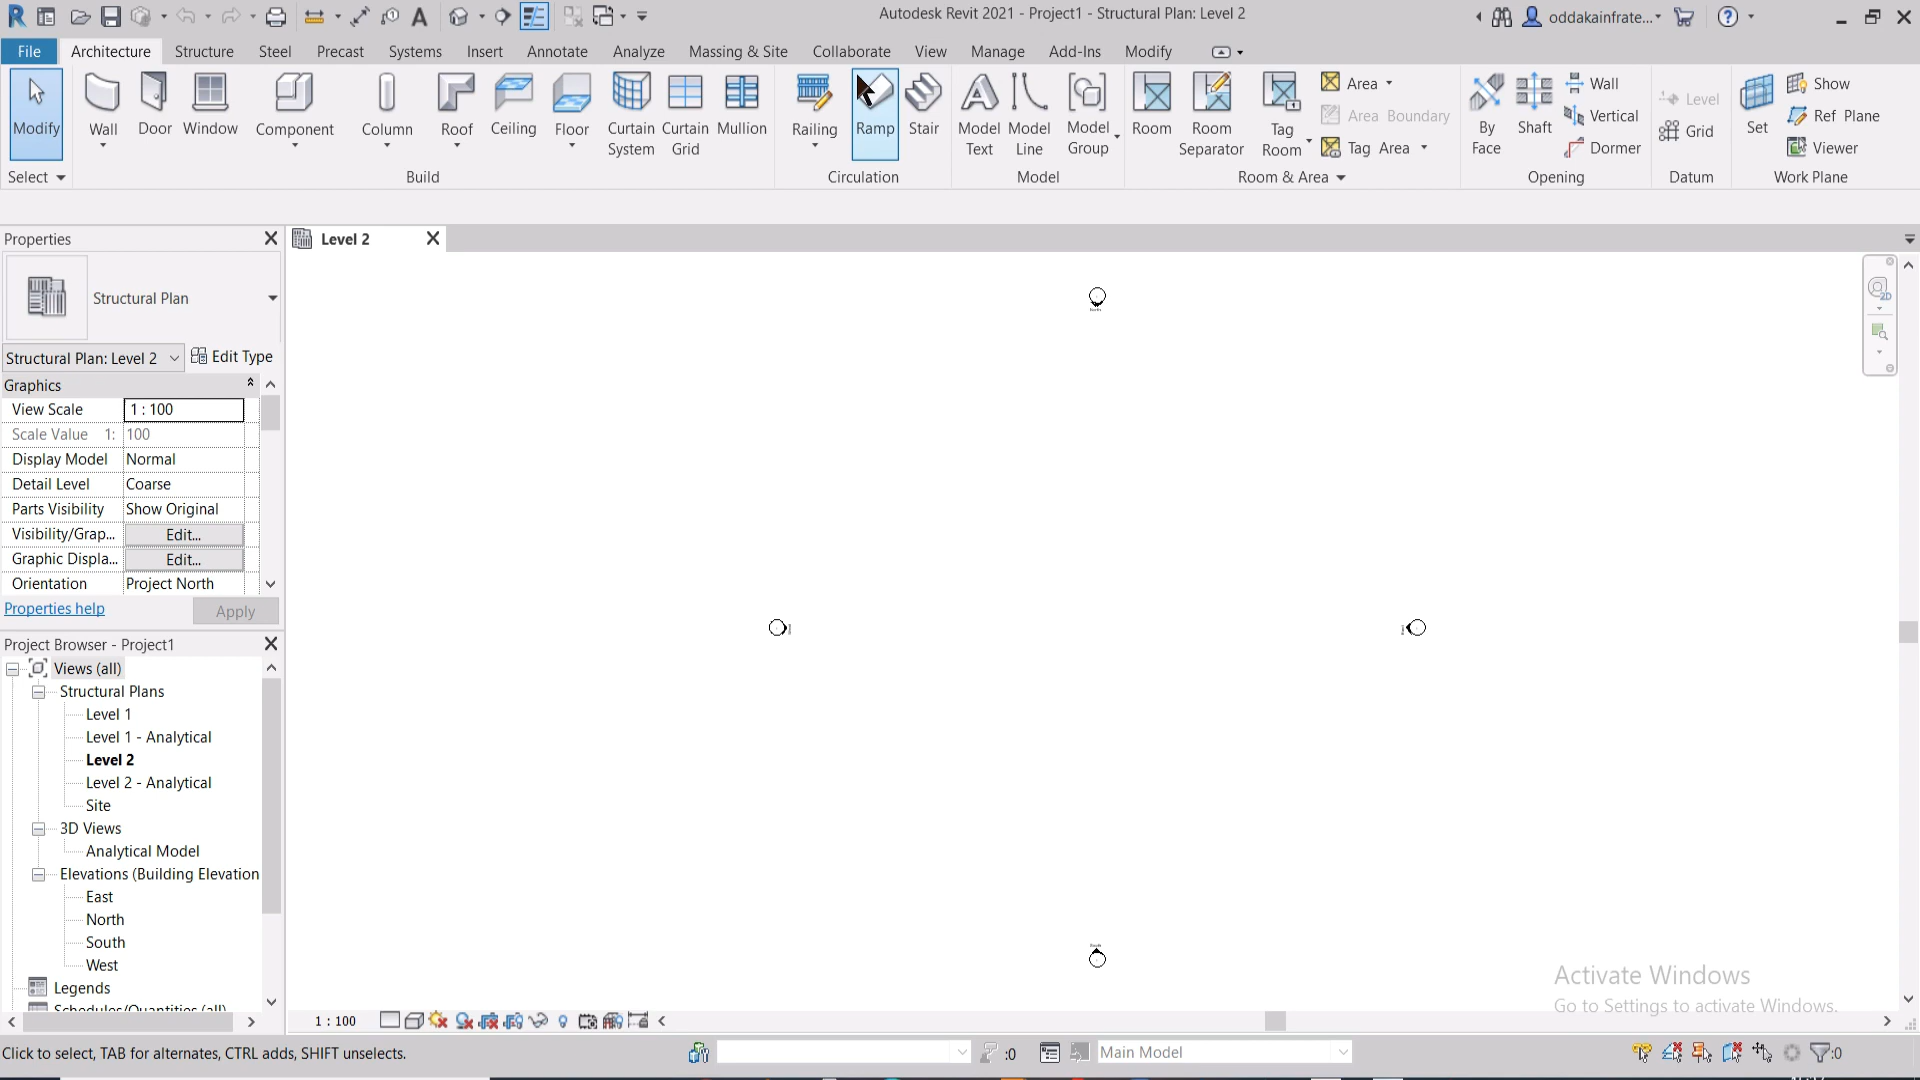 Autodesk Revit 2021 - Project1 - Structural Plan: Level 2
oddakainfrate...
File Architecture Structure Steel Precast Systems Insert Annotate Analyze Massing & Site Collaborate View Manage Add-Ins Modify
Modify
Wall
Door
Window
Component
Column
Roof
Ceiling
Floor
Curtain System
Curtain Grid
Mullion
Railing
Ramp
Stair
Model Text
Model Line
Model Group
Room
Room Separator
Tag Room
Area
Area Boundary
Tag Area
By Face
Shaft
Wall
Vertical
Dormer
Level
Grid
Set
Show
Ref Plane
Viewer
Select
Build
Circulation
Model
Room & Area
Opening
Datum
Work Plane
Properties
Level 2
Structural Plan
Structural Plan: Level 2
Edit Type
Graphics
View Scale 1 : 100
Scale Value 1: 100
Display Model Normal
Detail Level Coarse
Parts Visibility Show Original
Visibility/Grap... Edit...
Graphic Displa... Edit...
Orientation Project North
Properties help
Apply
Project Browser - Project1
Views (all)
Structural Plans
Level 1
Level 1 - Analytical
Level 2
Level 2 - Analytical
Site
3D Views
Analytical Model
Elevations (Building Elevation
East
North
South
West
Legends
Schedules/Quantities (all)
2D
Activate Windows
Go to Settings to activate Windows.
1 : 100
Click to select, TAB for alternates, CTRL adds, SHIFT unselects.
:0
Main Model
:0